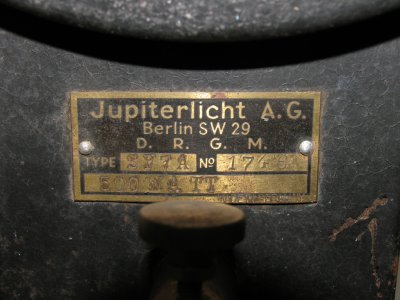 Jupiterlicht A.G.
Berlin SW 29
D. R. G. M.
TYPE Nº
500 WATT